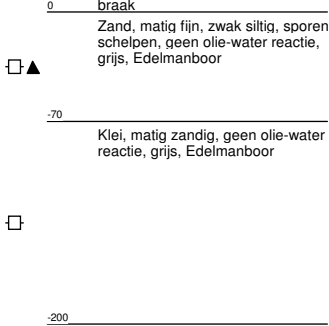 0
braak
Zand, matig fijn, zwak siltig, sporen
schelpen, geen olie-water reactie,
grijs, Edelmanboor
-70
Klei, matig zandig, geen olie-water
reactie, grijs, Edelmanboor
-200